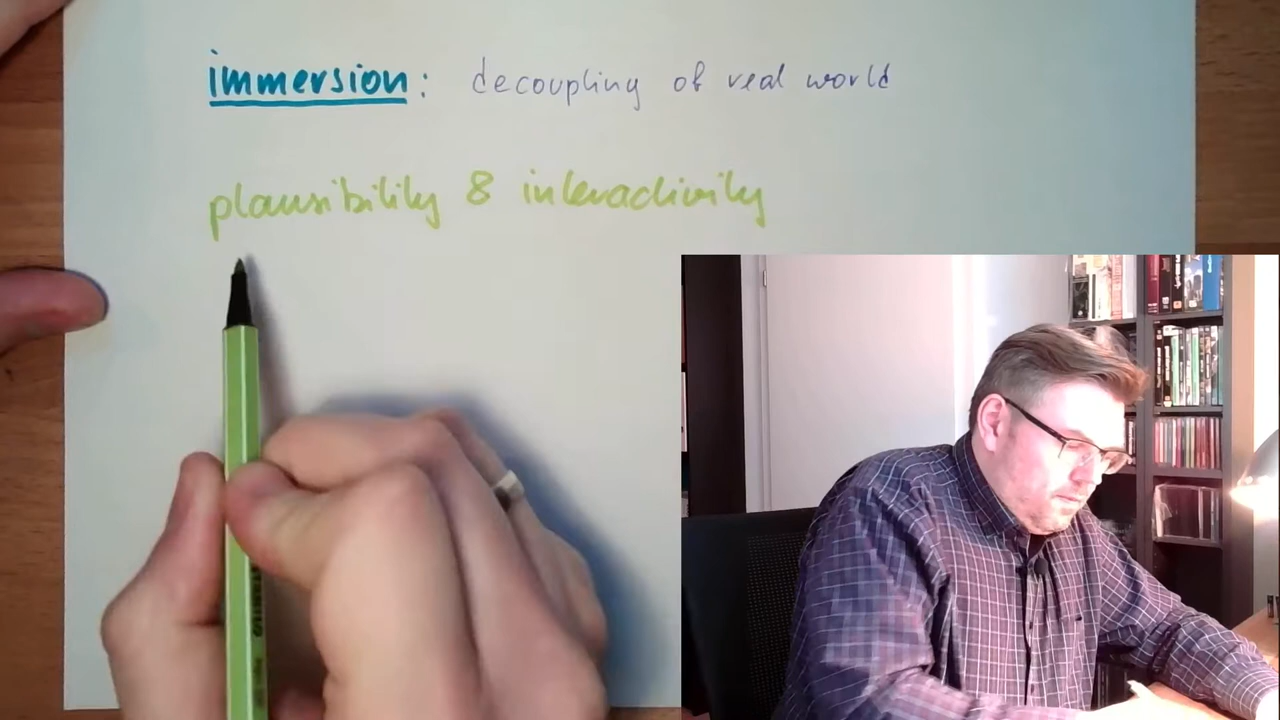 immersion: decoupling of real world
plausibility & interactivity